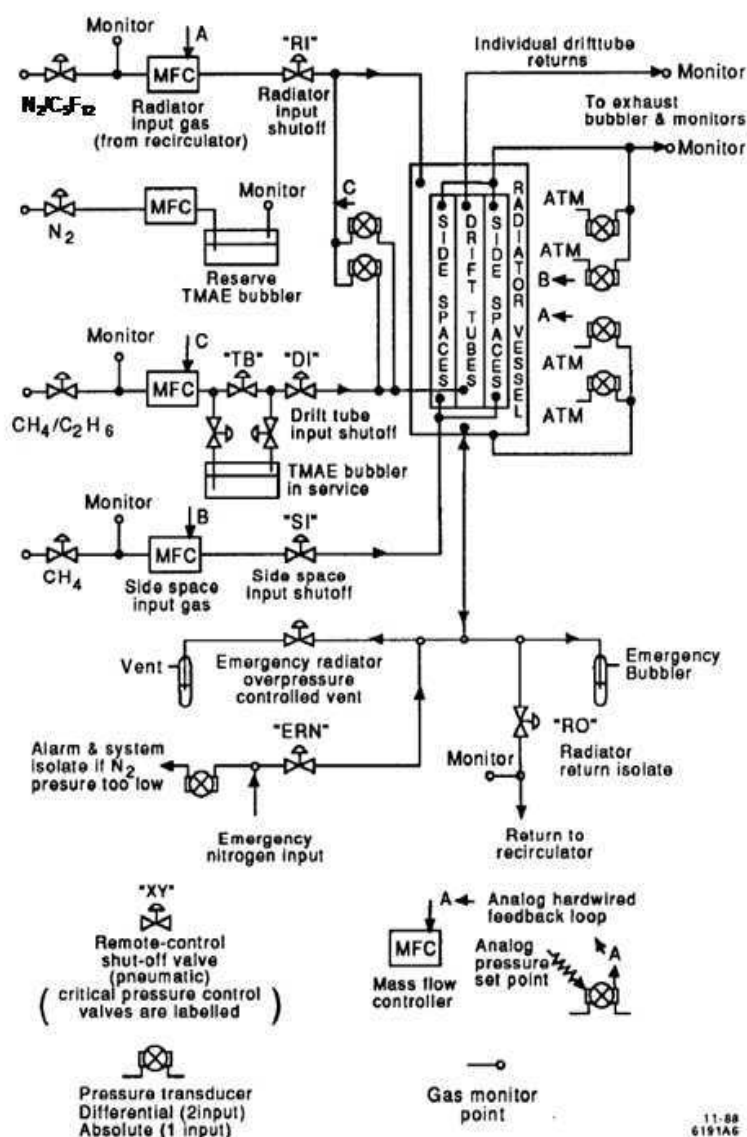 Monitor
A
"RI"
Individual drifttube
returns
Monitor
MFC
N2/C5F12
Radiator
input gas
(from recirculator)
Radiator
input
shutoff
To exhaust
bubbler & monitors
Monitor
C
MFC
Monitor
N2
Reserve
TMAE bubbler
SIDE SPACES
DRIFT TUBES
SIDE SPACES
RADIATOR VESSEL
ATM
ATM
B
A
ATM
ATM
Monitor
C
"TB"
"DI"
MFC
CH4/C2H6
Drift tube
input shutoff
TMAE bubbler
in service
Monitor
B
"SI"
MFC
CH4
Side space
input gas
Side space
input shutoff
Vent
Emergency radiator
overpressure
controlled vent
Emergency
Bubbler
"ERN"
"RO"
Alarm & system
isolate if N2
presure too low
Radiator
return isolate
Monitor
Emergency
nitrogen input
Return to
recirculator
"XY"
Remote-control
shut-off valve
(pneumatic)
( critical pressure control
valves are labelled )
A
Analog hardwired
feedback loop
MFC
Mass flow
controller
Analog
pressure
set point
A
Pressure transducer
Differential (2input)
Absolute (1 input)
Gas monitor
point
11-88
6191A6